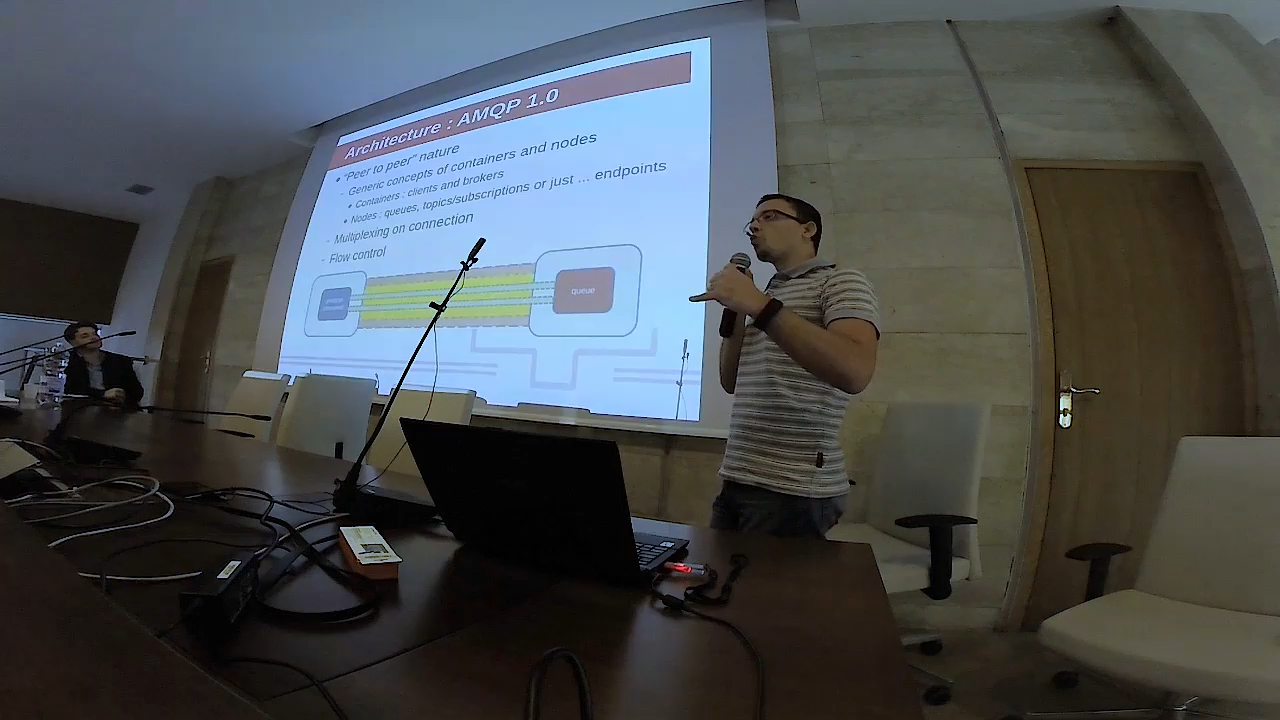 Architecture : AMQP 1.0
• "Peer to peer" nature
– Generic concepts of containers and nodes
• Containers : clients and brokers
• Nodes : queues, topics/subscriptions or just ... endpoints
– Multiplexing on connection
– Flow control
queue